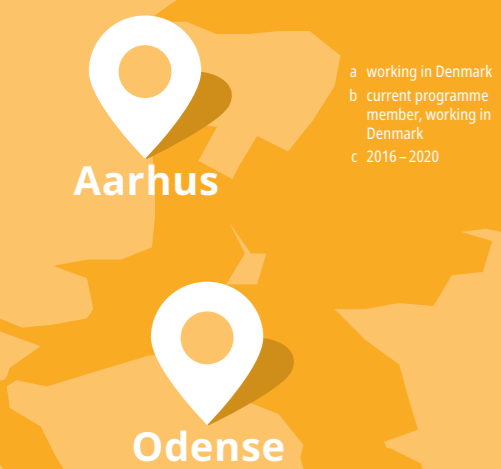 a working in Denmark
b current programme
member, working in
Denmark
c 2016 – 2020
Aarhus
Odense